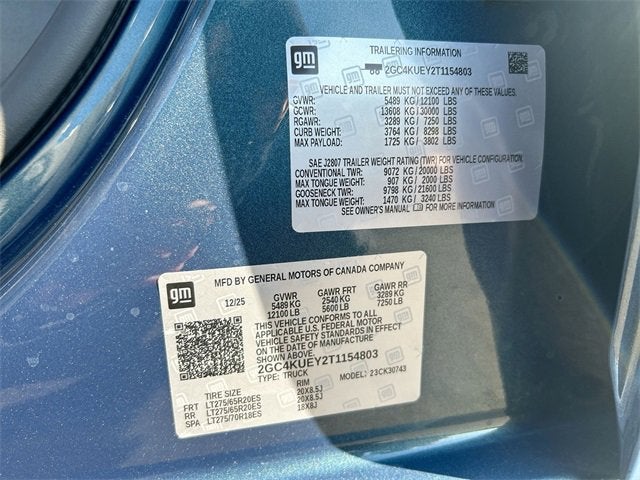 gm
TRAILERING INFORMATION
2GC4KUEY2T1154803
VEHICLE AND TRAILER MUST NOT EXCEED ANY OF THESE VALUES.
GVWR: 5489 KG / 12100 LBS
GCWR: 13608 KG / 30000 LBS
RGAWR: 3289 KG / 7250 LBS
CURB WEIGHT: 3764 KG / 8298 LBS
MAX PAYLOAD: 1725 KG / 3802 LBS
SAE J2807 TRAILER WEIGHT RATING (TWR) FOR VEHICLE CONFIGURATION
CONVENTIONAL TWR: 9072 KG / 20000 LBS
MAX TONGUE WEIGHT: 907 KG / 2000 LBS
GOOSENECK TWR: 9798 KG / 21600 LBS
MAX TONGUE WEIGHT: 1470 KG / 3240 LBS
SEE OWNER'S MANUAL FOR MORE INFORMATION
gm
MFD BY GENERAL MOTORS OF CANADA COMPANY
12/25 GVWR GAWR FRT GAWR RR
5489 KG 2540 KG 3289 KG
12100 LB 5600 LB 7250 LB
THIS VEHICLE CONFORMS TO ALL
APPLICABLE U.S. FEDERAL MOTOR
VEHICLE SAFETY STANDARDS IN
EFFECT ON THE DATE OF MANUFACTURE
SHOWN ABOVE.
2GC4KUEY2T1154803
TYPE: TRUCK MODEL: 23CK30743
TIRE SIZE RIM
FRT LT275/65R20ES 20X8.5J
RR LT275/65R20ES 20X8.5J
SPA LT275/70R18ES 18X8J